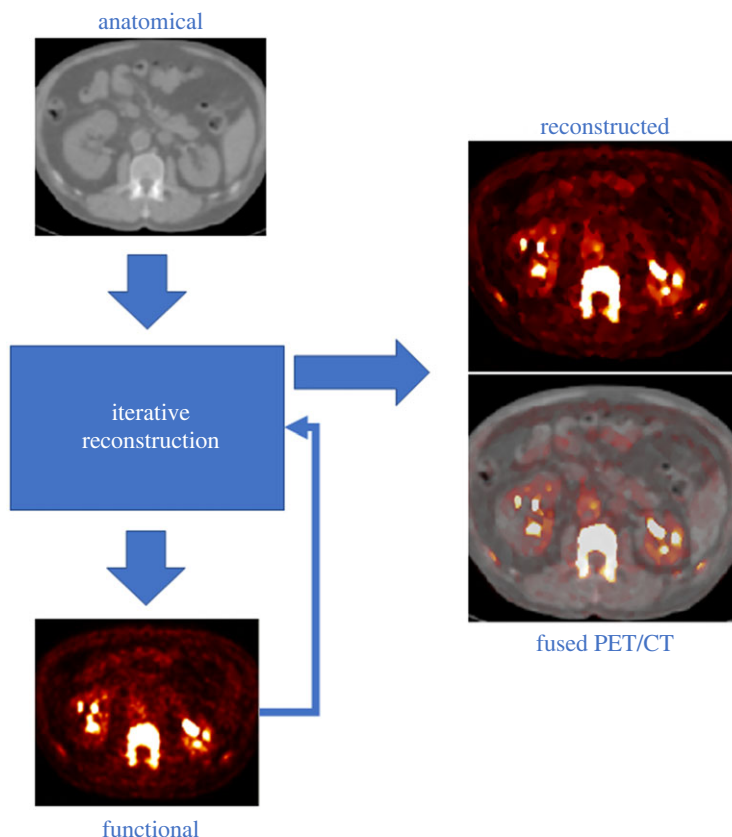 anatomical
reconstructed
iterative
reconstruction
fused PET/CT
functional